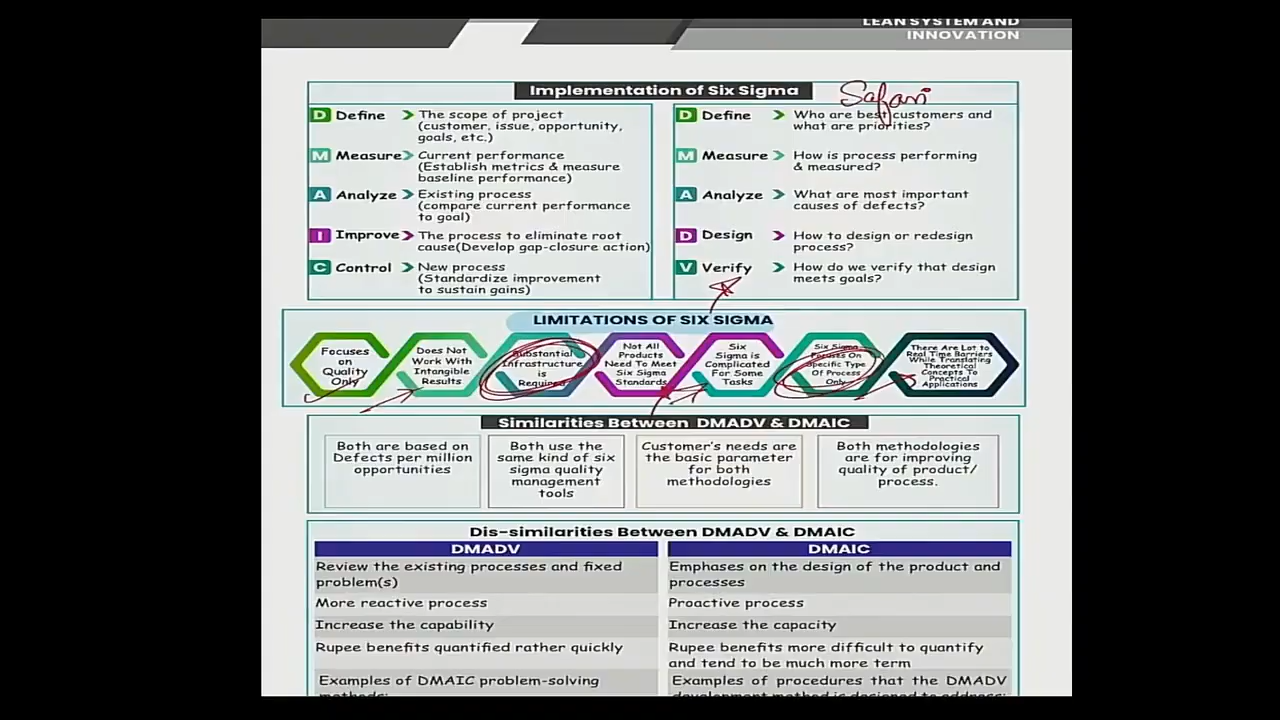 LEAN SYSTEM AND
INNOVATION
Implementation of Six Sigma
Safari
D Define The scope of project
(customer, issue, opportunity,
goals, etc.)
M Measure Current performance
(Establish metrics & measure
baseline performance)
A Analyze Existing process
(compare current performance
to goal)
I Improve The process to eliminate root
cause(Develop gap-closure action)
C Control New process
(Standardize improvement
to sustain gains)
D Define Who are best customers and
what are priorities?
M Measure How is process performing
& measured?
A Analyze What are most important
causes of defects?
D Design How to design or redesign
process?
V Verify How do we verify that design
meets goals?
LIMITATIONS OF SIX SIGMA
Focuses
on
Quality
Only
Does Not
Work With
Intangible
Results
Substantial
Infrastructure
is
Required
Not All
Products
Need To Meet
Six Sigma
Standards
Six
Sigma is
Complicated
For Some
Tasks
Six Sigma
Focuses On
Specific Type
Of Process
Only
There Are Lot to
Real Time Barriers
While Translating
Theoretical
Concepts To
Practical
Applications
Similarities Between DMADV & DMAIC
Both are based on
Defects per million
opportunities
Both use the
same kind of six
sigma quality
management
tools
Customer's needs are
the basic parameter
for both
methodologies
Both methodologies
are for improving
quality of product/
process.
Dis-similarities Between DMADV & DMAIC
DMADV
DMAIC
Review the existing processes and fixed
problem(s)
Emphases on the design of the product and
processes
More reactive process
Proactive process
Increase the capability
Increase the capacity
Rupee benefits quantified rather quickly
Rupee benefits more difficult to quantify
and tend to be much more term
Examples of DMAIC problem-solving
methods:
Examples of procedures that the DMADV
development method is designed to address: